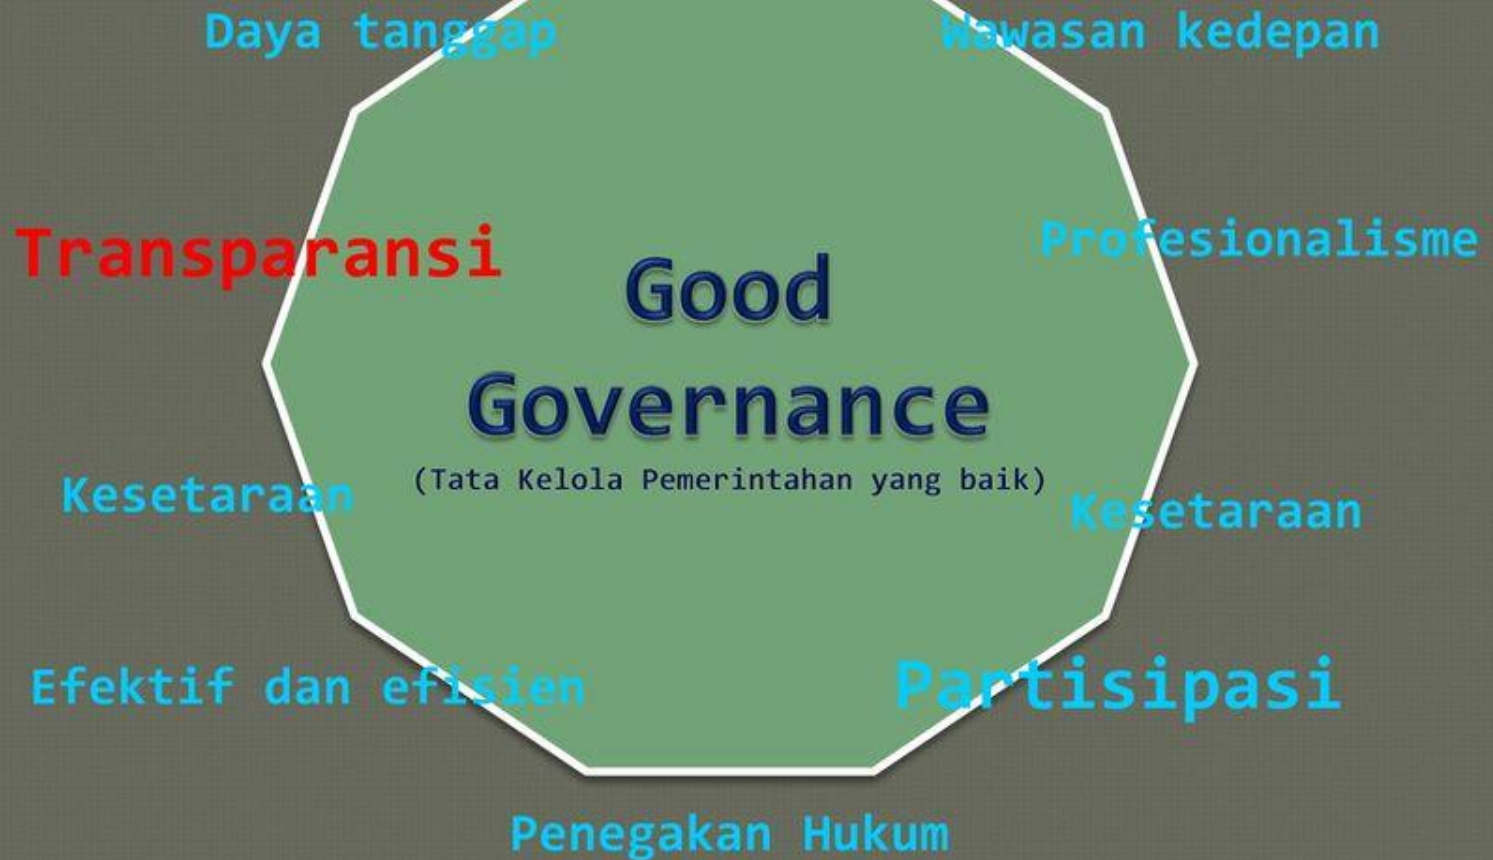 Daya tanggap
Wawasan kedepan
Transparansi
Profesionalisme
Good
Governance
(Tata Kelola Pemerintahan yang baik)
Kesetaraan
Kesetaraan
Efektif dan efisien
Partisipasi
Penegakan Hukum